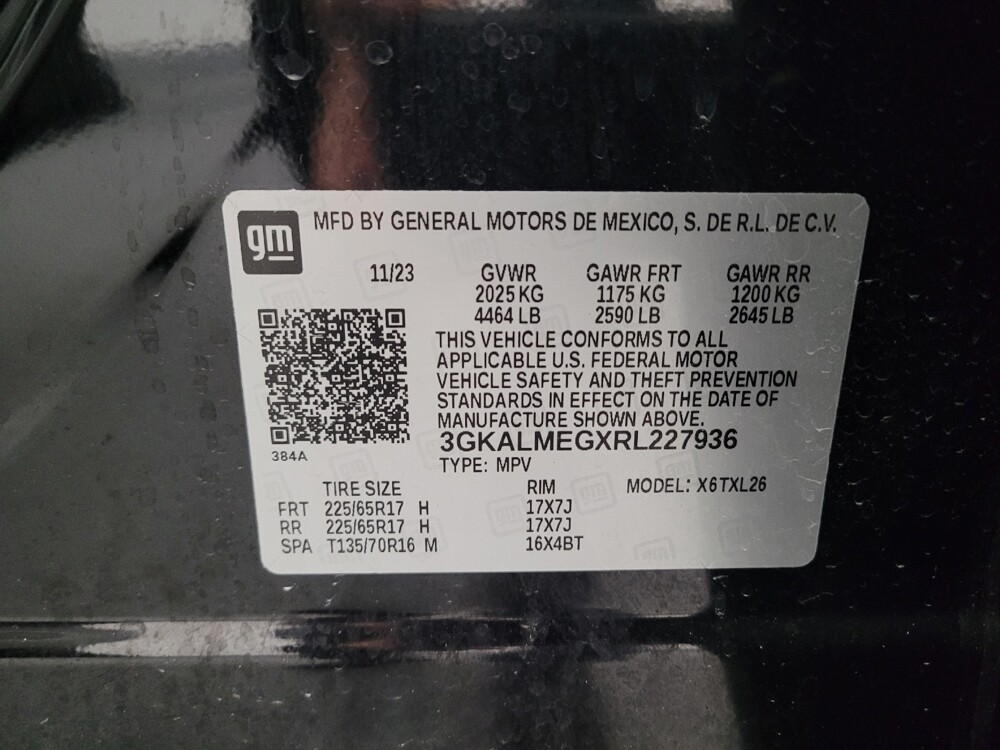 gm
MFD BY GENERAL MOTORS DE MEXICO, S. DE R.L. DE C.V.
11/23 GVWR GAWR FRT GAWR RR
2025 KG 1175 KG 1200 KG
4464 LB 2590 LB 2645 LB
THIS VEHICLE CONFORMS TO ALL
APPLICABLE U.S. FEDERAL MOTOR
VEHICLE SAFETY AND THEFT PREVENTION
STANDARDS IN EFFECT ON THE DATE OF
MANUFACTURE SHOWN ABOVE.
3GKALMEGXRL227936
384A
TYPE: MPV
TIRE SIZE RIM MODEL: X6TXL26
FRT 225/65R17 H 17X7J
RR 225/65R17 H 17X7J
SPA T135/70R16 M 16X4BT